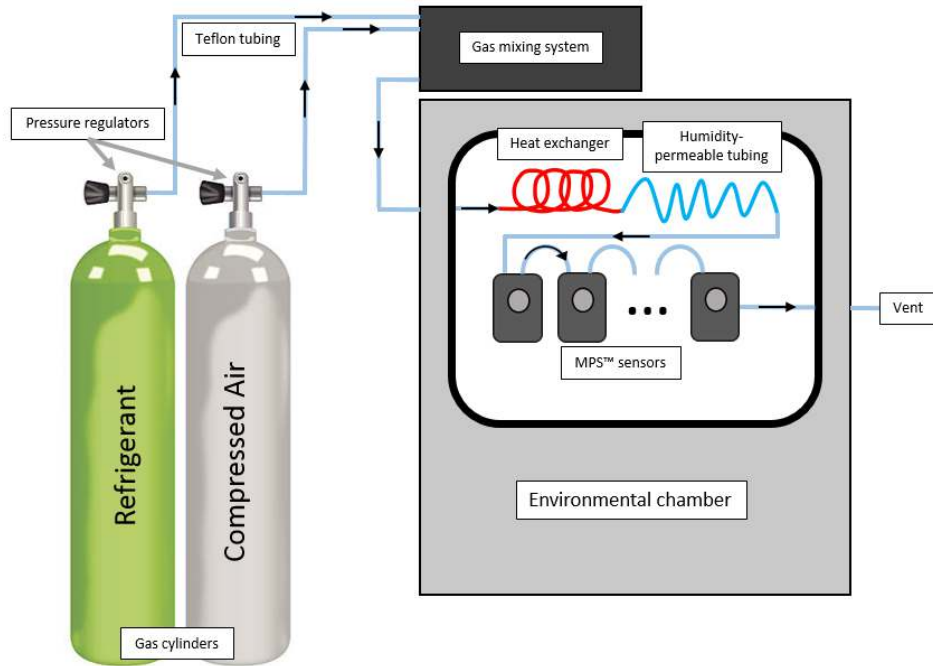 Teflon tubing
Gas mixing system
Pressure regulators
Heat exchanger
Humidity-
permeable tubing
Refrigerant
Compressed Air
MPS™ sensors
Vent
Environmental chamber
Gas cylinders